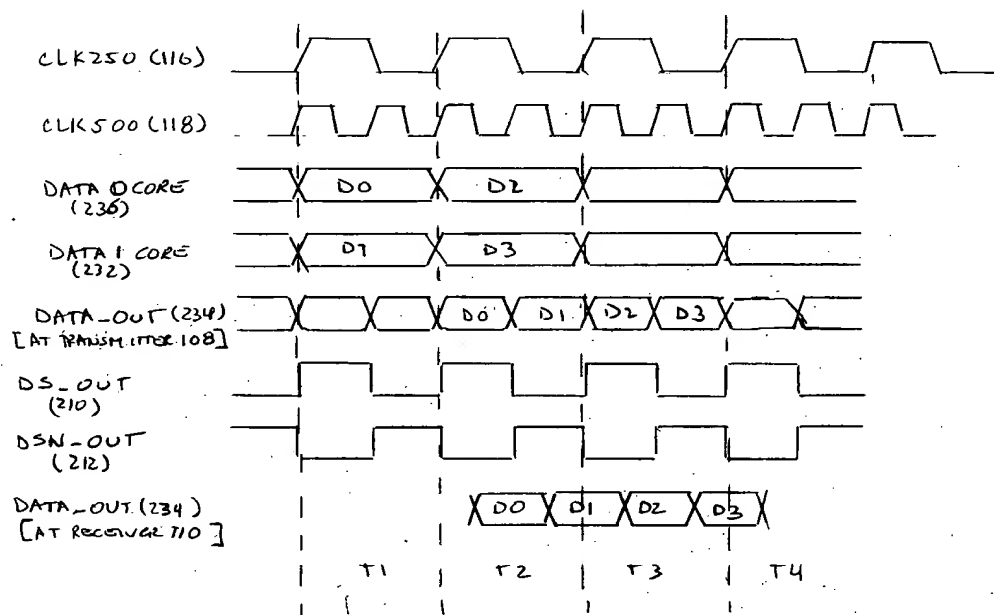 CLK250 (116)
CLK500 (118)
DATA 0 CORE
(236)
D0 D2
DATA 1 CORE
(232)
D1 D3
DATA_OUT (234)
[AT TRANSMITTER 108]
D0 D1 D2 D3
DS_OUT
(210)
DSN_OUT
(212)
DATA_OUT (234)
[AT RECEIVER 110]
D0 D1 D2 D3
T1 T2 T3 T4